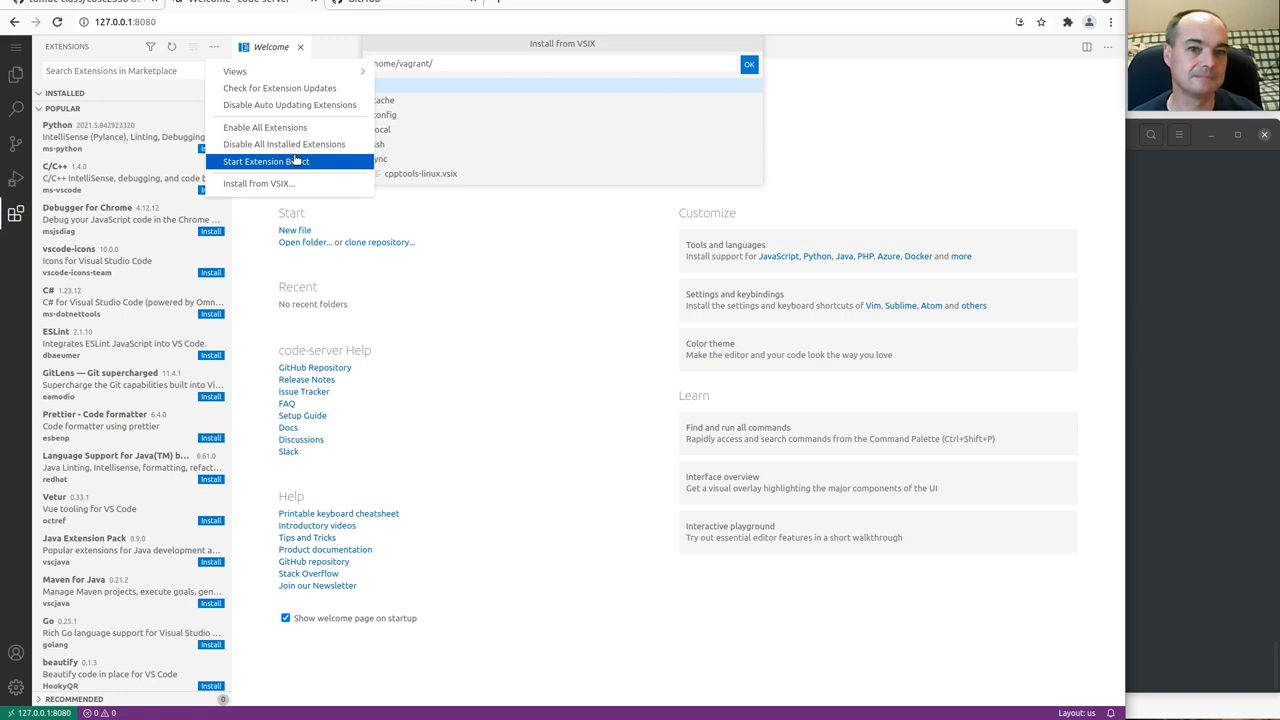 Welcome - code-server
GitHub
127.0.0.1:8080
EXTENSIONS
Welcome
Install from VSIX
Search Extensions in Marketplace
home/vagrant/
OK
Views
INSTALLED
Check for Extension Updates
POPULAR
Disable Auto Updating Extensions
cache
config
local
ssh
cpptools-linux.vsix
Enable All Extensions
Disable All Installed Extensions
Start Extension
Install from VSIX...
Python 2021.5.842923320
IntelliSense (Pylance), Linting, Debugging
ms-python
C/C++ 1.4.0
C/C++ IntelliSense, debugging, and code
ms-vscode
Debugger for Chrome 4.12.12
Debug your JavaScript code in the Chrome ...
msjsdiag
Install
vscode-icons 10.0.0
Icons for Visual Studio Code
vscode-icons-team
Install
C# 1.23.12
C# for Visual Studio Code (powered by Omn...
ms-dotnettools
Install
ESLint 2.1.10
Integrates ESLint JavaScript into VS Code.
dbaeumer
Install
GitLens — Git supercharged 11.4.1
Supercharge the Git capabilities built into Vi...
eamodio
Install
Prettier - Code formatter 6.4.0
Code formatter using prettier
esbenp
Install
Language Support for Java(TM) b... 0.61.0
Java Linting, Intellisense, formatting, refact...
redhat
Install
Vetur 0.33.1
Vue tooling for VS Code
octref
Install
Java Extension Pack 0.9.0
Popular extensions for Java development a...
vscjava
Install
Maven for Java 0.21.2
Manage Maven projects, execute goals, gen...
vscjava
Install
Go 0.25.1
Rich Go language support for Visual Studio ...
golang
Install
beautify 0.1.3
Beautify code in place for VS Code
HookyQR
Install
RECOMMENDED
0
Start
New file
Open folder... or clone repository...
Recent
No recent folders
code-server Help
GitHub Repository
Release Notes
Issue Tracker
FAQ
Setup Guide
Docs
Discussions
Slack
Help
Printable keyboard cheatsheet
Introductory videos
Tips and Tricks
Product documentation
GitHub repository
Stack Overflow
Join our Newsletter
Show welcome page on startup
Customize
Tools and languages
Install support for JavaScript, Python, Java, PHP, Azure, Docker and more
Settings and keybindings
Install the settings and keyboard shortcuts of Vim, Sublime, Atom and others
Color theme
Make the editor and your code look the way you love
Learn
Find and run all commands
Rapidly access and search commands from the Command Palette (Ctrl+Shift+P)
Interface overview
Get a visual overlay highlighting the major components of the UI
Interactive playground
Try out essential editor features in a short walkthrough
127.0.0.1:8080
0
0
Layout: us